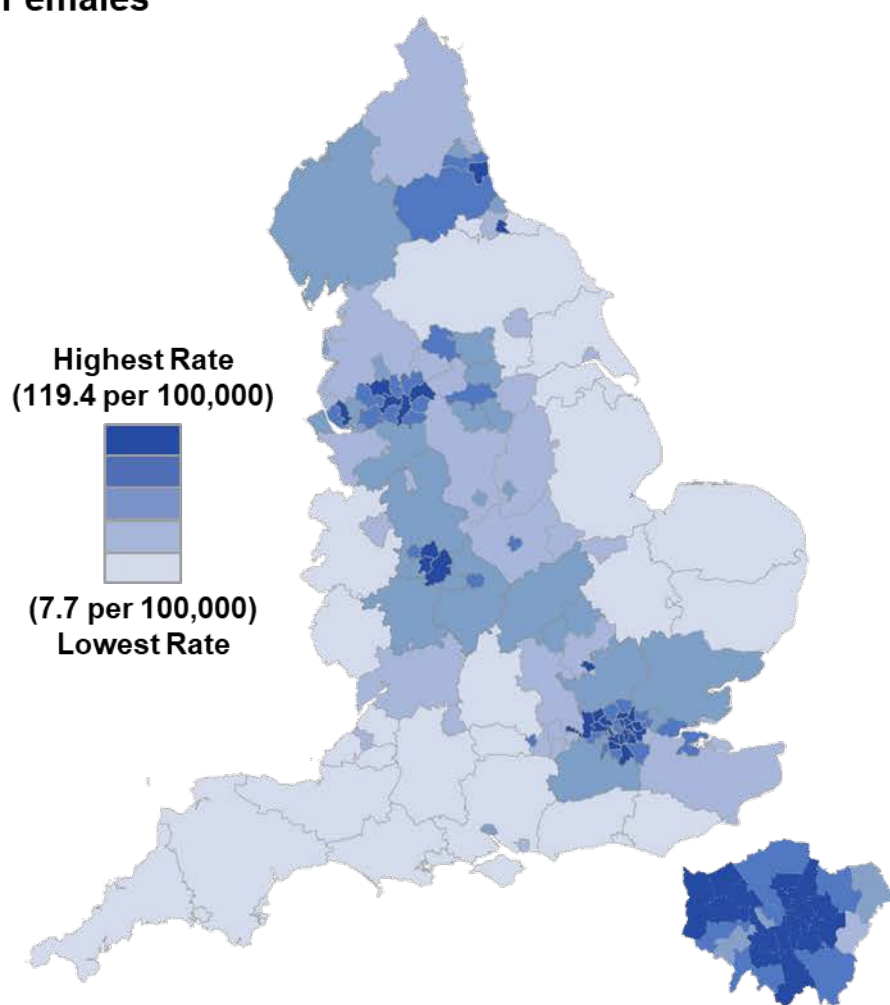 Females
Highest Rate
(119.4 per 100,000)
(7.7 per 100,000)
Lowest Rate